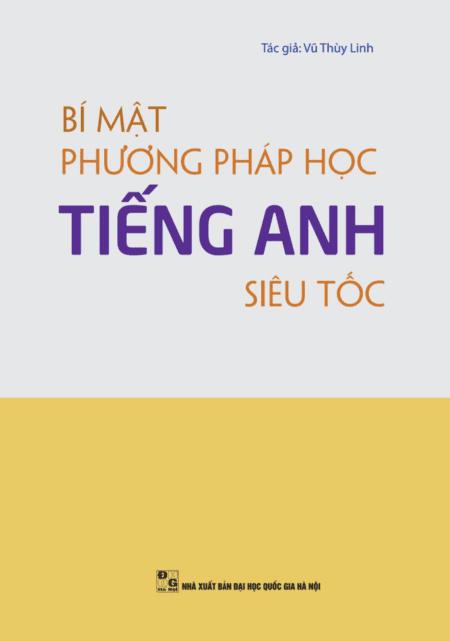 Tác giả: Vũ Thùy Linh
BÍ MẬT
PHƯƠNG PHÁP HỌC
TIẾNG ANH
SIÊU TỐC
NHÀ XUẤT BẢN ĐẠI HỌC QUỐC GIA HÀ NỘI